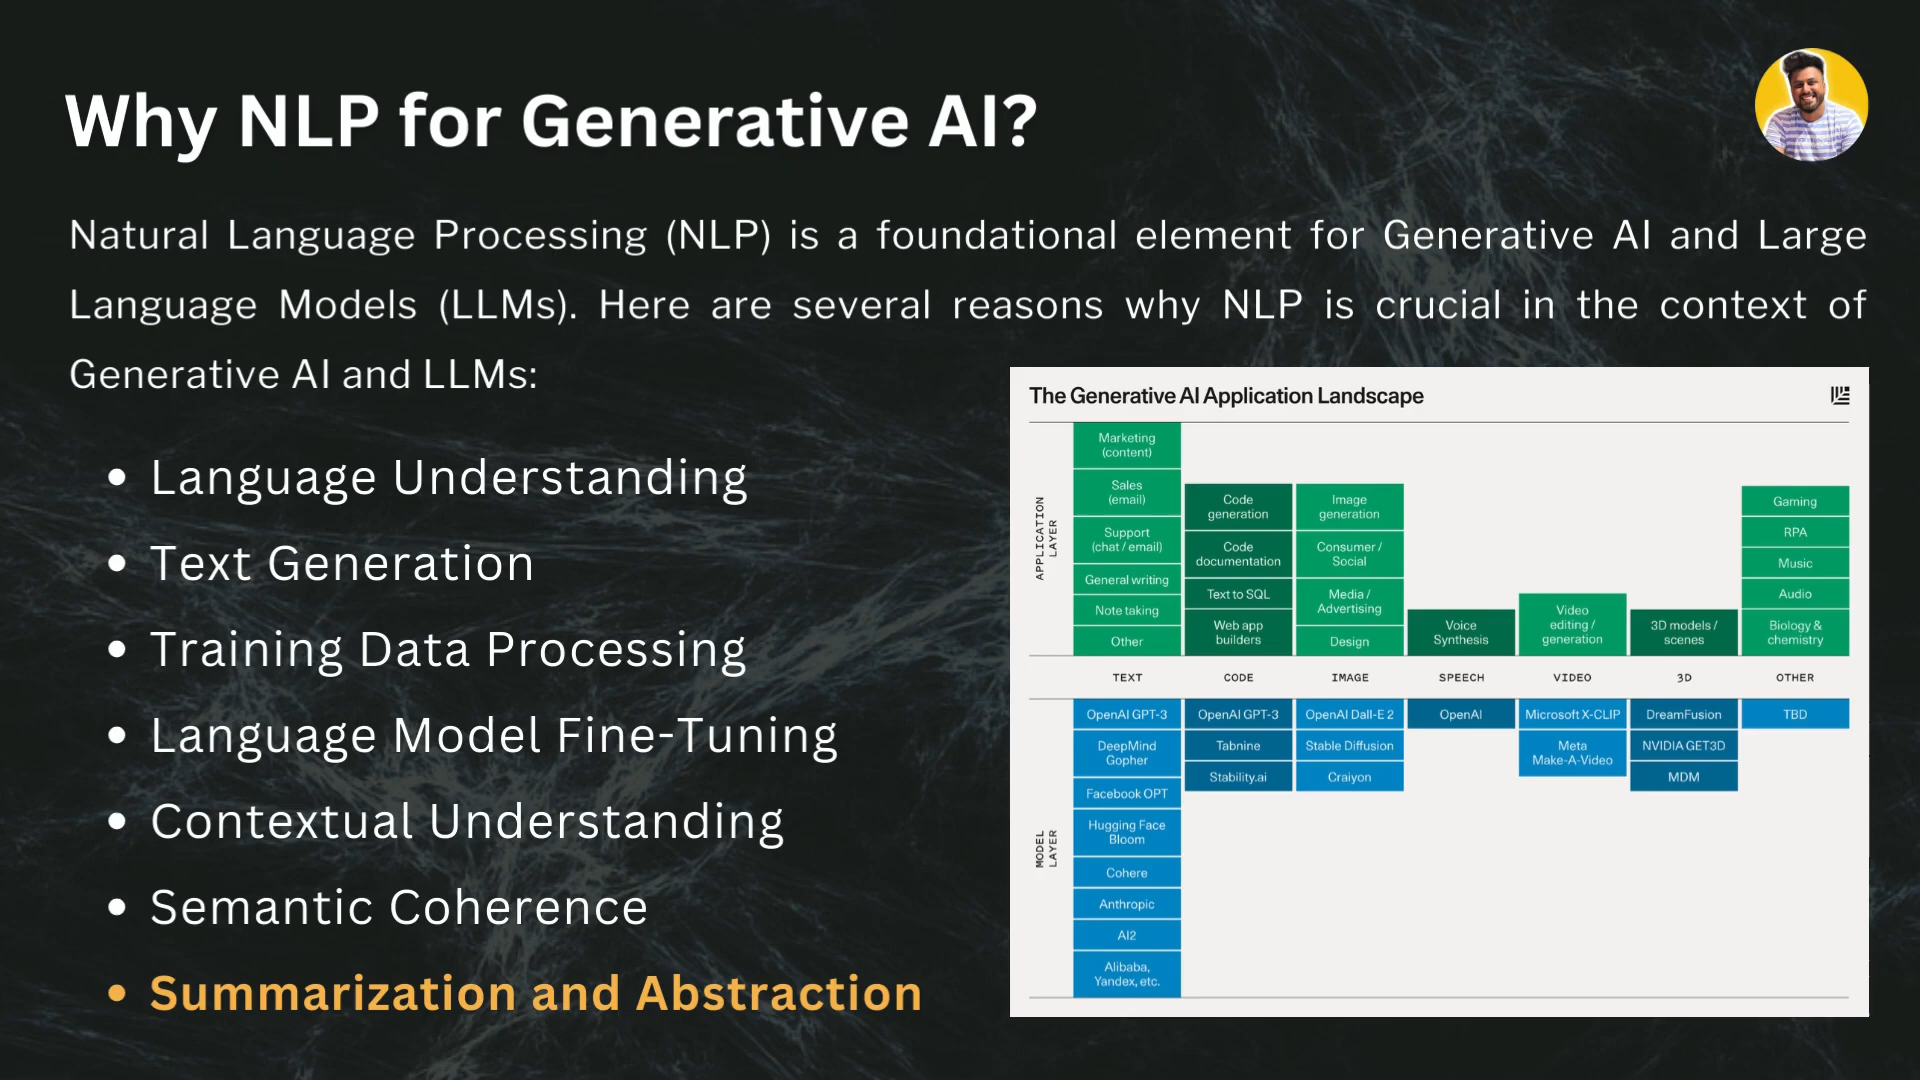 Why NLP for Generative AI?
Natural Language Processing (NLP) is a foundational element for Generative AI and Large
Language Models (LLMs). Here are several reasons why NLP is crucial in the context of
Generative AI and LLMs:
• Language Understanding
• Text Generation
• Training Data Processing
• Language Model Fine-Tuning
• Contextual Understanding
• Semantic Coherence
• Summarization and Abstraction
The Generative AI Application Landscape
APPLICATION
LAYER
Marketing
(content)
Sales
(email)
Support
(chat / email)
General writing
Note taking
Other
Code
generation
Code
documentation
Text to SQL
Web app
builders
Image
generation
Consumer /
Social
Media /
Advertising
Design
Voice
Synthesis
Video
editing /
generation
3D models /
scenes
Gaming
RPA
Music
Audio
Biology &
chemistry
TEXT CODE IMAGE SPEECH VIDEO 3D OTHER
MODEL
LAYER
OpenAI GPT-3
DeepMind
Gopher
Facebook OPT
Hugging Face
Bloom
Cohere
Anthropic
AI2
Alibaba,
Yandex, etc.
OpenAI GPT-3
Tabnine
Stability.ai
OpenAI Dall-E 2
Stable Diffusion
Craiyon
OpenAI
Microsoft X-CLIP
Meta
Make-A-Video
DreamFusion
NVIDIA GET3D
MDM
TBD